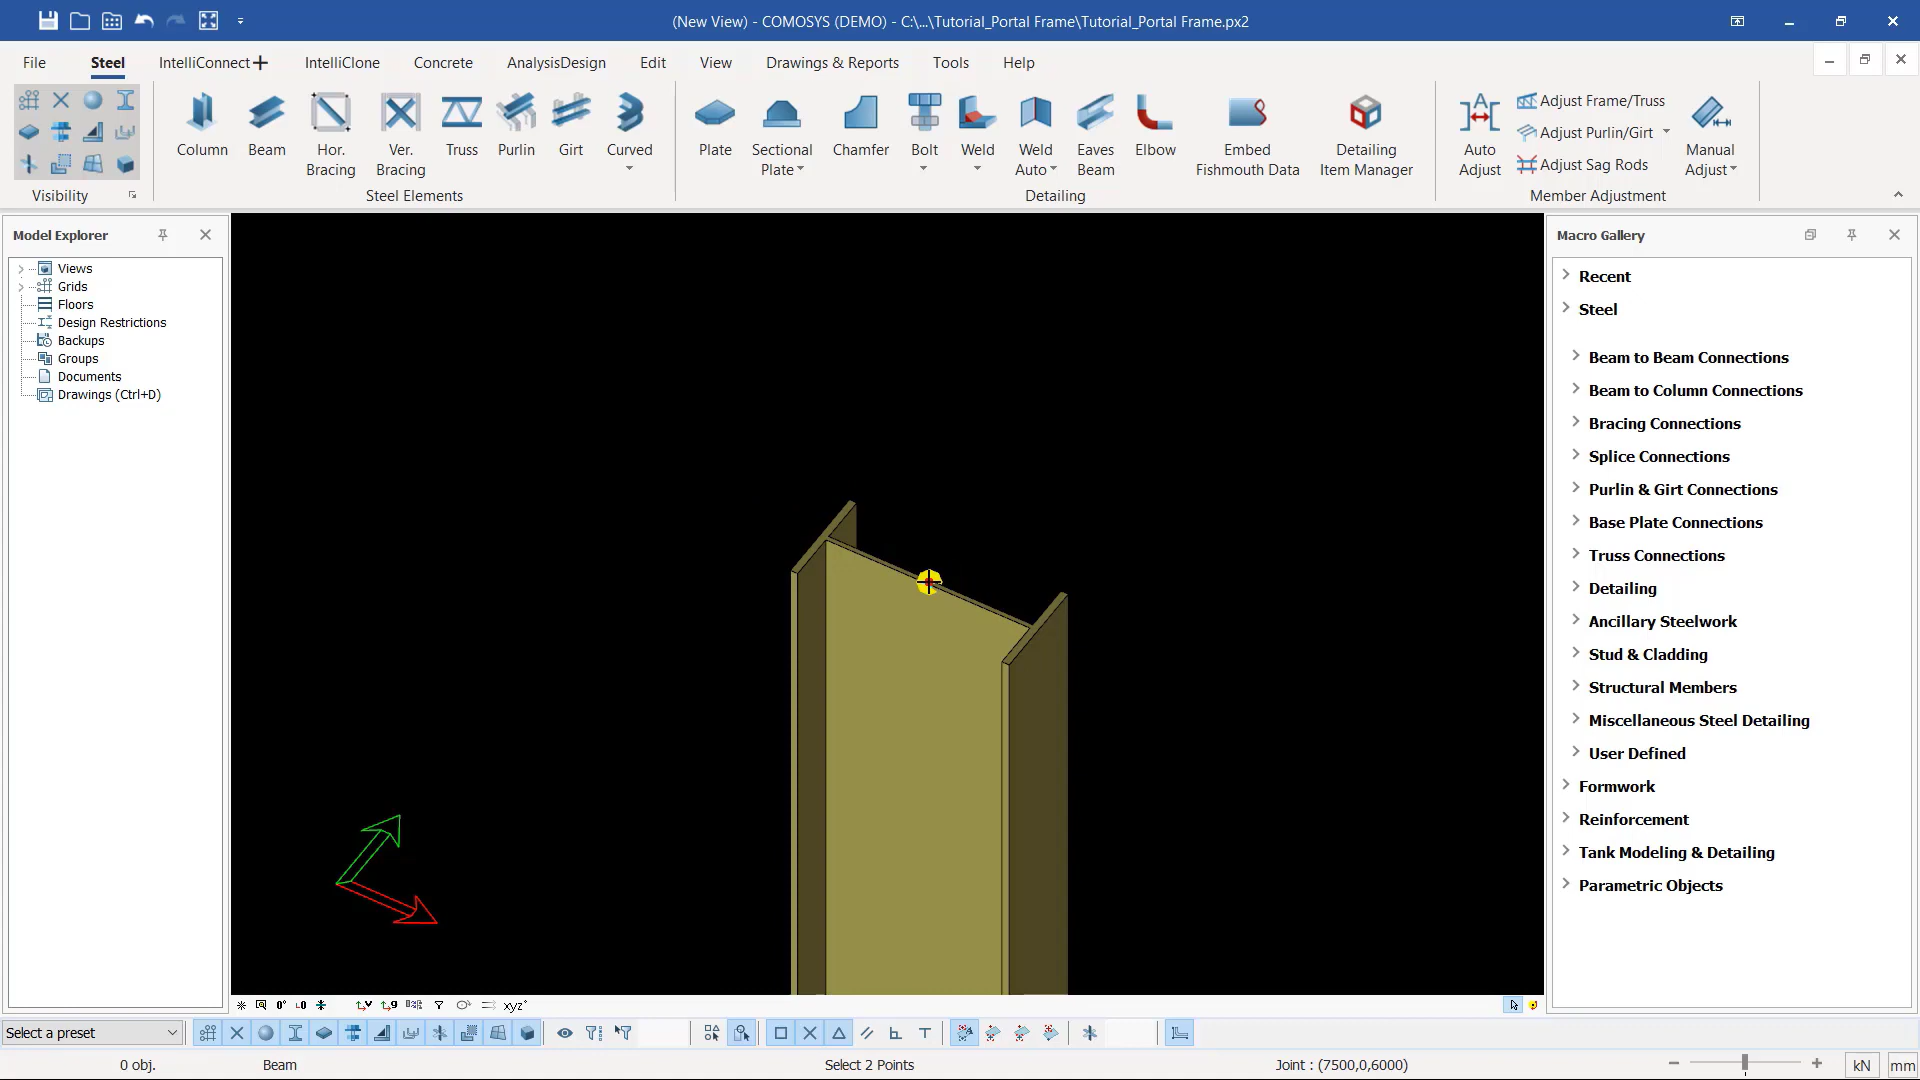 (New View) - COMOSYS (DEMO) - C:\...\Tutorial_Portal Frame\Tutorial_Portal Frame.px2
File
Steel
IntelliConnect+
IntelliClone
Concrete
AnalysisDesign
Edit
View
Drawings & Reports
Tools
Help
Column
Beam
Hor. Bracing
Ver. Bracing
Truss
Purlin
Girt
Curved
Plate
Sectional Plate
Chamfer
Bolt
Weld
Weld Auto
Eaves Beam
Elbow
Embed Fishmouth Data
Detailing Item Manager
Auto Adjust
Adjust Frame/Truss
Adjust Purlin/Girt
Adjust Sag Rods
Manual Adjust
Visibility
Steel Elements
Detailing
Member Adjustment
Model Explorer
Views
Grids
Floors
Design Restrictions
Backups
Groups
Documents
Drawings (Ctrl+D)
Macro Gallery
Recent
Steel
Beam to Beam Connections
Beam to Column Connections
Bracing Connections
Splice Connections
Purlin & Girt Connections
Base Plate Connections
Truss Connections
Detailing
Ancillary Steelwork
Stud & Cladding
Structural Members
Miscellaneous Steel Detailing
User Defined
Formwork
Reinforcement
Tank Modeling & Detailing
Parametric Objects
xyz
Select a preset
0 obj.
Beam
Select 2 Points
Joint : (7500,0,6000)
kN
mm